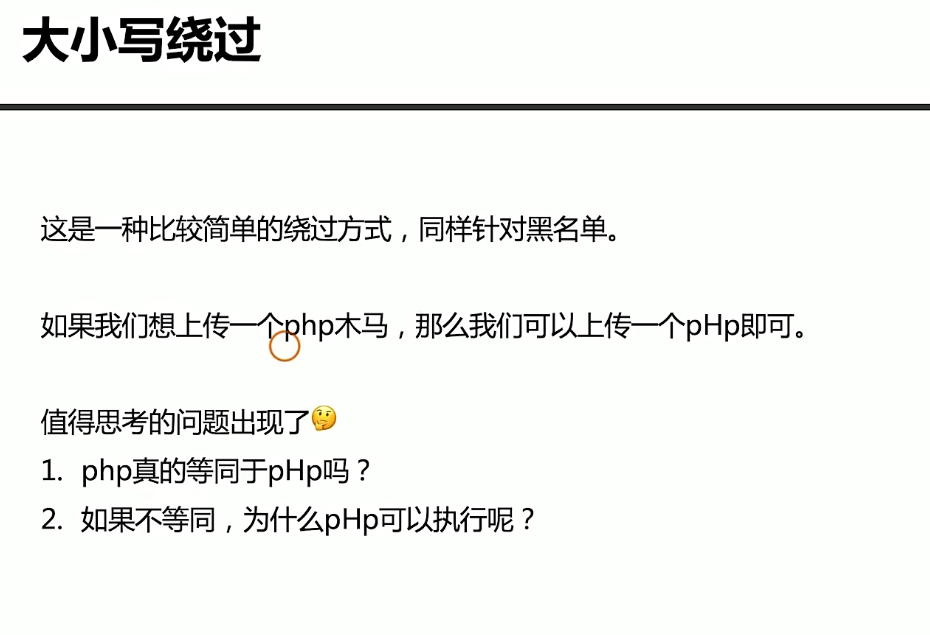 大小写绕过
这是一种比较简单的绕过方式，同样针对黑名单。
如果我们想上传一个php木马，那么我们可以上传一个pHp即可。
值得思考的问题出现了🤔
1. php真的等同于pHp吗？
2. 如果不等同，为什么pHp可以执行呢？